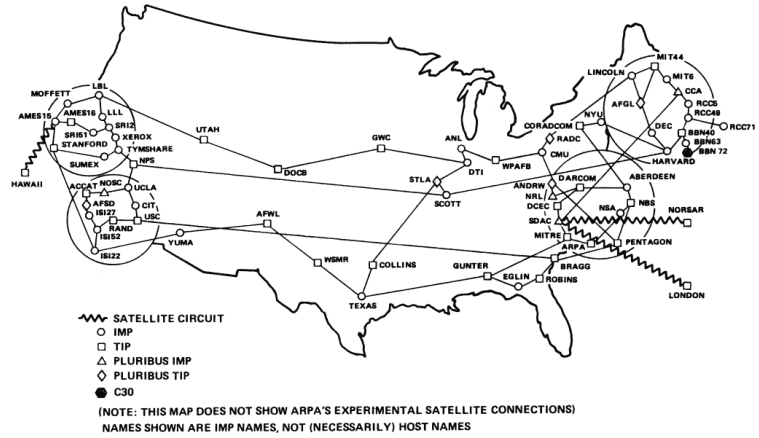 MIT44
LINCOLN
MIT6
CCA
AFGL
RCC5
RCC49
RCC71
DEC
BBN40
BBN63
BBN72
HARVARD
NYU
CORADCOM
RADC
CMU
MOFFETT
LBL
AMES15
AMES16
LLL
SRI2
SRI51
XEROX
STANFORD
TYMSHARE
SUMEX
NPS
HAWAII
UTAH
DOCB
GWC
ANL
DTI
WPAFB
STLA
SCOTT
ACCAT
NOSC
UCLA
AFSD
CIT
ISI27
RAND
USC
ISI52
ISI22
YUMA
AFWL
WSMR
COLLINS
TEXAS
GUNTER
EGLIN
ROBINS
BRAGG
ANDRW
DARCOM
ABERDEEN
NRL
DCEC
NSA
NBS
SDAC
NORSAR
MITRE
ARPA
PENTAGON
LONDON
SATELLITE CIRCUIT
IMP
TIP
PLURIBUS IMP
PLURIBUS TIP
C30
(NOTE: THIS MAP DOES NOT SHOW ARPA'S EXPERIMENTAL SATELLITE CONNECTIONS)
NAMES SHOWN ARE IMP NAMES, NOT (NECESSARILY) HOST NAMES